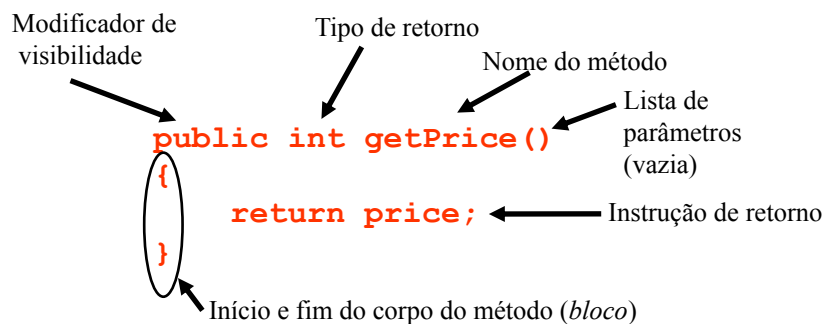 Modificador de
visibilidade
Tipo de retorno
Nome do método
Lista de
parâmetros
(vazia)
public int getPrice()
{
return price;
Instrução de retorno
}
Início e fim do corpo do método (bloco)